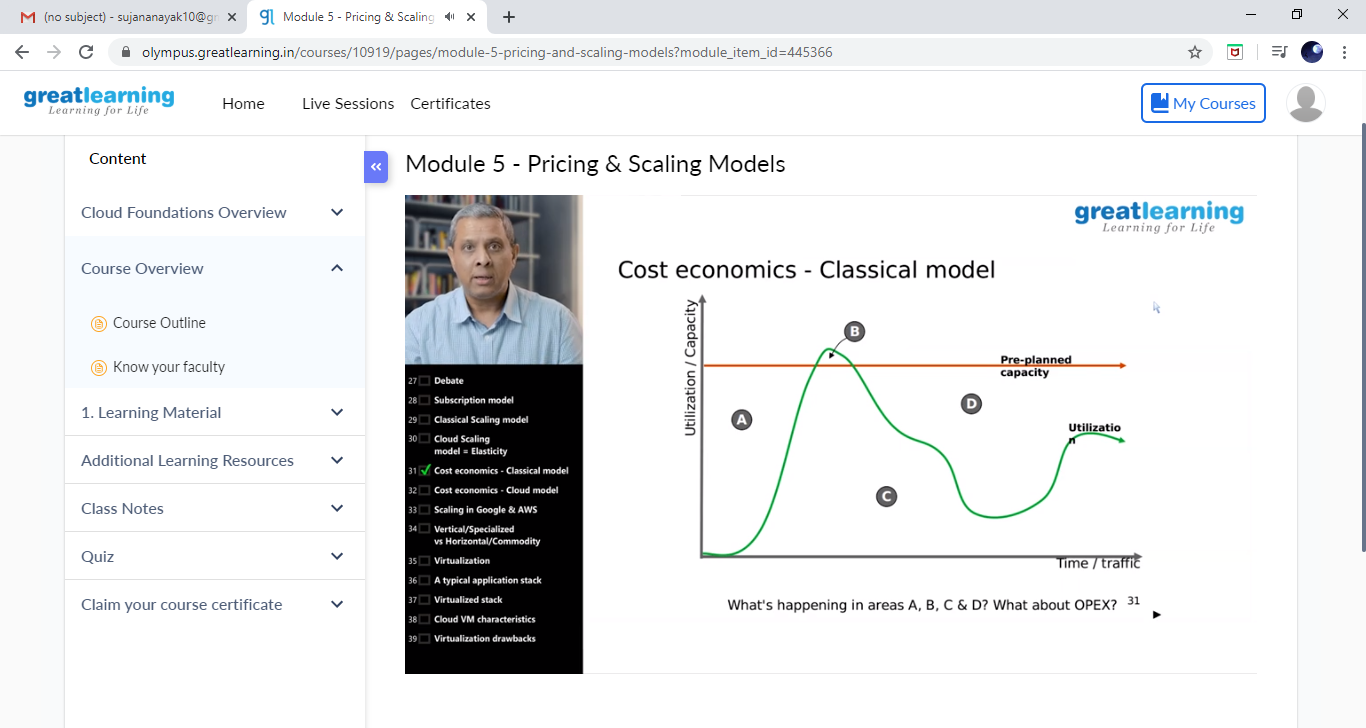 (no subject) - sujananayak10@gm
Module 5 - Pricing & Scaling
olympus.greatlearning.in/courses/10919/pages/module-5-pricing-and-scaling-models?module_item_id=445366
greatlearning
Learning for Life
Home
Live Sessions
Certificates
My Courses
Content
Cloud Foundations Overview
Course Overview
Course Outline
Know your faculty
1. Learning Material
Additional Learning Resources
Class Notes
Quiz
Claim your course certificate
Module 5 - Pricing & Scaling Models
27 Debate
28 Subscription model
29 Classical Scaling model
30 Cloud Scaling
model = Elasticity
31 Cost economics - Classical model
32 Cost economics - Cloud model
33 Scaling in Google & AWS
34 Vertical/Specialized
vs Horizontal/Commodity
35 Virtualization
36 A typical application stack
37 Virtualized stack
38 Cloud VM characteristics
39 Virtualization drawbacks
greatlearning
Learning for Life
Cost economics - Classical model
Utilization / Capacity
B
Pre-planned
capacity
A
D
Utilizatio
n
C
Time / traffic
What's happening in areas A, B, C & D? What about OPEX?
31